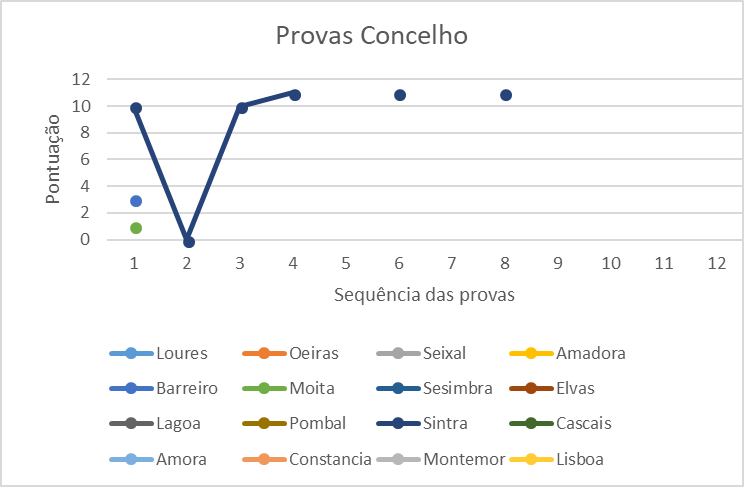 Provas Concelho
12
10
8
6
4
2
0
Pontuação
1 2 3 4 5 6 7 8 9 10 11 12
Sequência das provas
Loures Oeiras Seixal Amadora
Barreiro Moita Sesimbra Elvas
Lagoa Pombal Sintra Cascais
Amora Constancia Montemor Lisboa